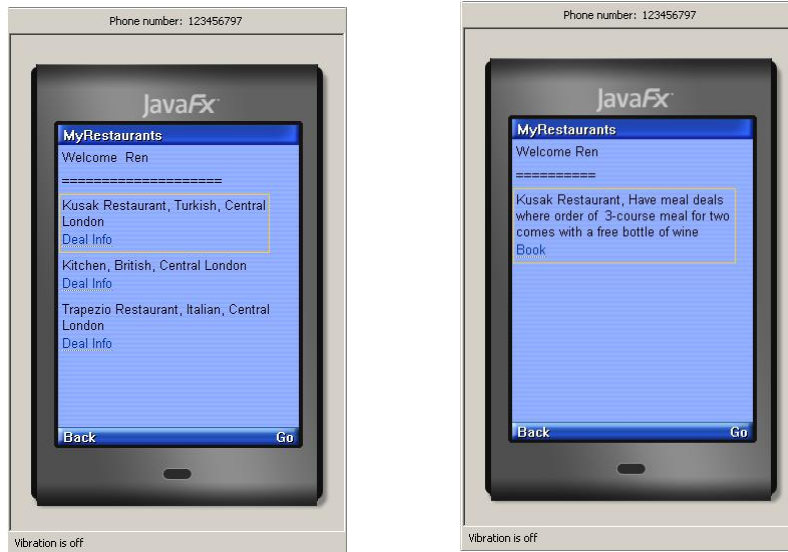 Phone number: 123456797
JavaFx
MyRestaurants
Welcome  Ren
====================
Kusak Restaurant, Turkish, Central
London
Deal Info
Kitchen, British, Central London
Deal Info
Trapezio Restaurant, Italian, Central
London
Deal Info
Back Go
Vibration is off
Phone number: 123456797
JavaFx
MyRestaurants
Welcome Ren
==========
Kusak Restaurant, Have meal deals
where order of  3-course meal for two
comes with a free bottle of wine
Book
Back Go
Vibration is off